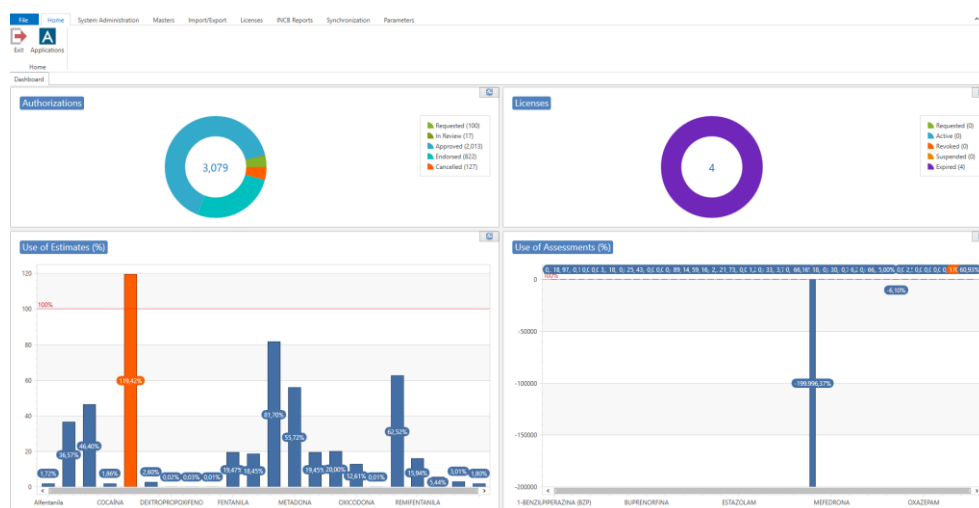 File Home System Administration Masters Import/Export Licenses INCB Reports Synchronization Parameters
Exit Applications
Home
Dashboard
Authorizations
3,079
Requested (100)
In Review (17)
Approved (2,013)
Endorsed (822)
Cancelled (127)
Licenses
4
Requested (0)
Active (0)
Revoked (0)
Suspended (0)
Expired (4)
Use of Estimates (%)
120
100
80
60
40
20
0
100%
1,72%
36,57%
46,40%
1,86%
119,42%
2,60%
0,02%
0,03%
0,01%
19,47%
18,45%
81,70%
55,72%
19,45%
20,00%
12,61%
0,01%
62,52%
15,94%
5,44%
3,01%
1,80%
Alfentanila COCAÍNA DEXTROPROPOXIFENO FENTANILA METADONA OXICODONA REMIFENTANILA
Use of Assessments (%)
5,00%
60,93%
100%
-6,10%
-199,996,37%
0
-50000
-100000
-150000
-200000
1-BENZILPIPERAZINA (BZP) BUPRENORFINA ESTAZOLAM MEFEDRONA OXAZEPAM